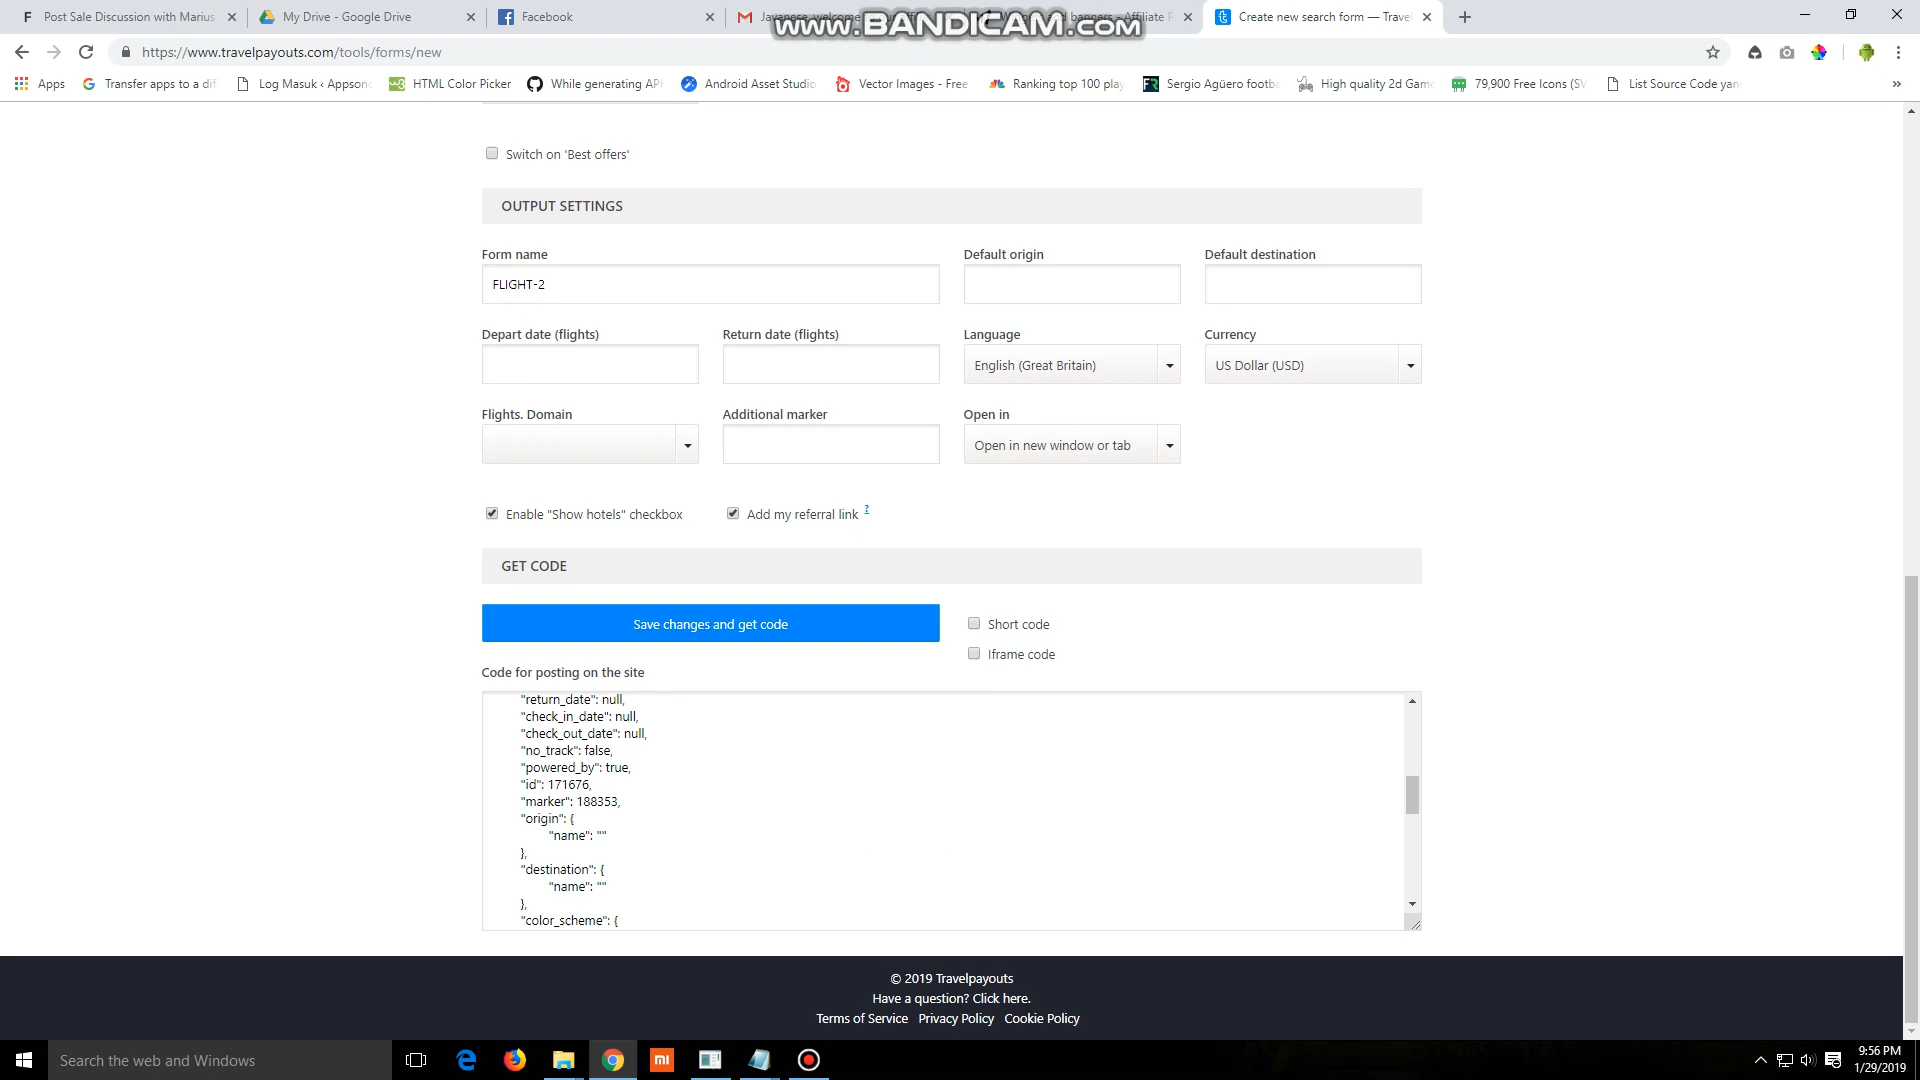 Post Sale Discussion with Marius
My Drive - Google Drive
Facebook
Create new search form — Travel
www.BANDICAM.com
https://www.travelpayouts.com/tools/forms/new
Apps
Transfer apps to a dif
Log Masuk ‹ Appson
HTML Color Picker
While generating AP
Android Asset Studio
Vector Images - Free
Ranking top 100 play
Sergio Agüero footb
High quality 2d Gam
79,900 Free Icons (SV
List Source Code yan
»
Switch on 'Best offers'
OUTPUT SETTINGS
Form name
Default origin
Default destination
FLIGHT-2
Depart date (flights)
Return date (flights)
Language
Currency
English (Great Britain)
US Dollar (USD)
Flights. Domain
Additional marker
Open in
Open in new window or tab
Enable "Show hotels" checkbox
Add my referral link ?
GET CODE
Save changes and get code
Short code
Iframe code
Code for posting on the site
"return_date": null,
"check_in_date": null,
"check_out_date": null,
"no_track": false,
"powered_by": true,
"id": 171676,
"marker": 188353,
"origin": {
"name": ""
},
"destination": {
"name": ""
},
"color_scheme": {
© 2019 Travelpayouts
Have a question? Click here.
Terms of Service Privacy Policy Cookie Policy
Search the web and Windows
9:56 PM
1/29/2019